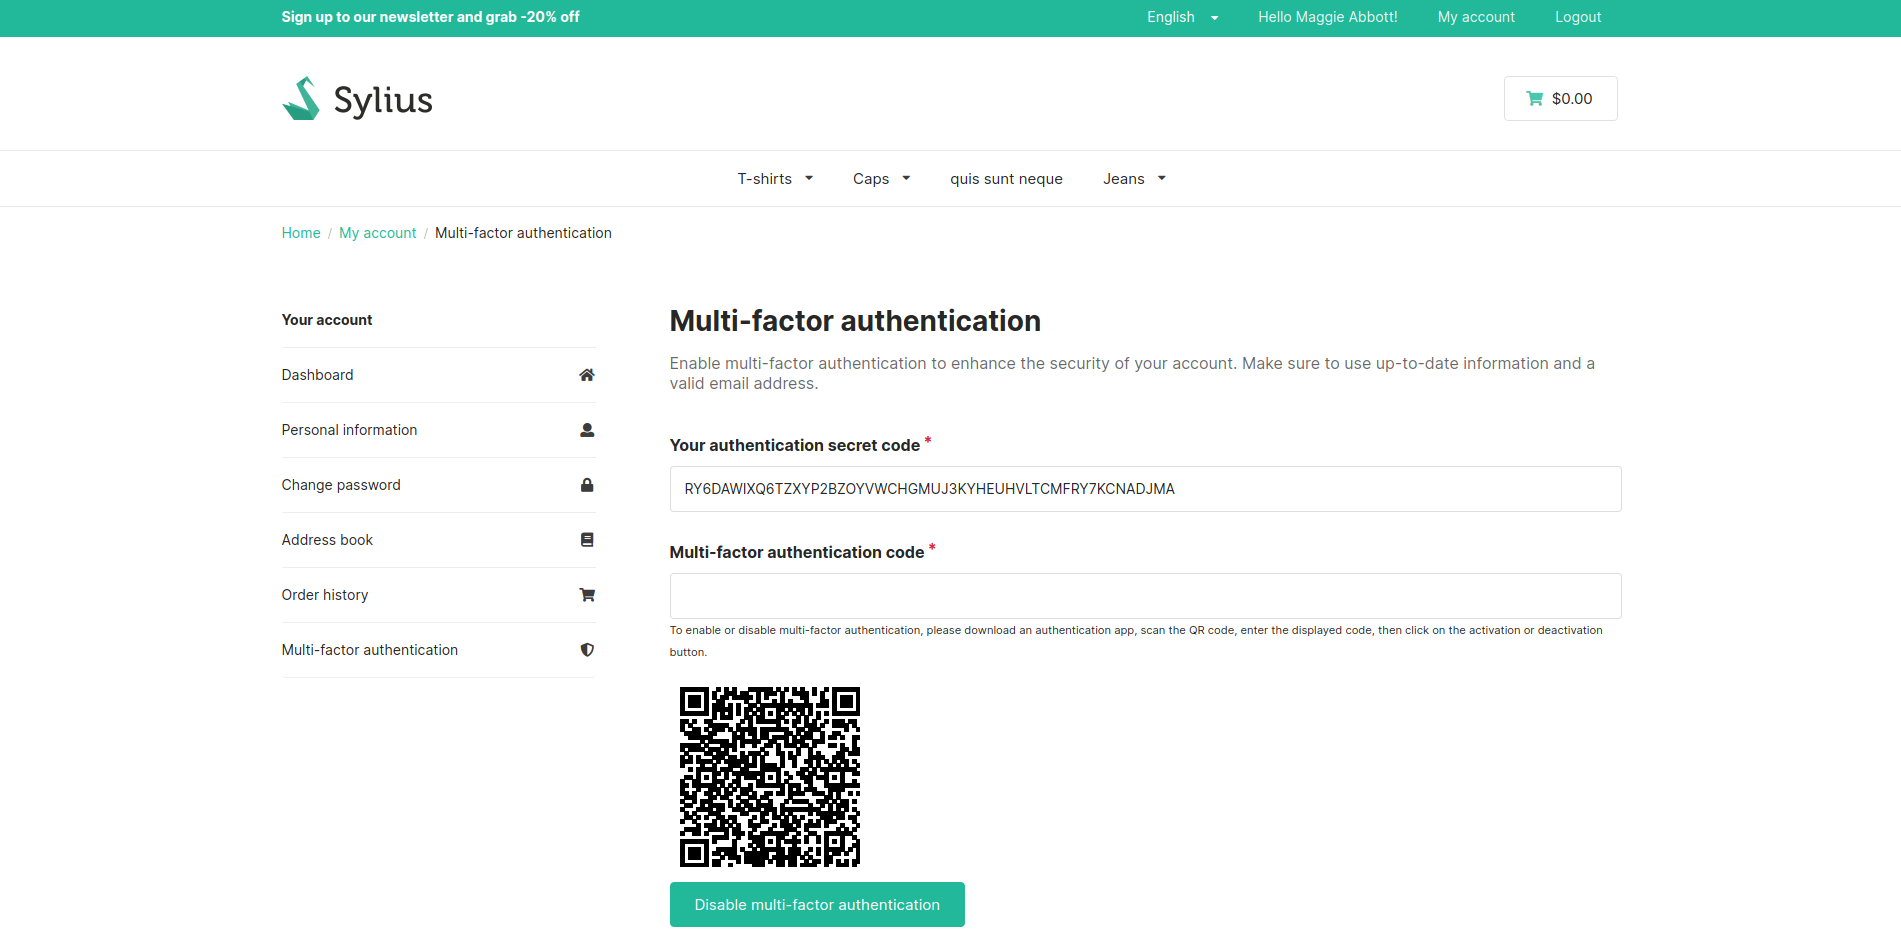 Sign up to our newsletter and grab -20% off
English
Hello Maggie Abbott!
My account
Logout
Sylius
$0.00
T-shirts
Caps
quis sunt neque
Jeans
Home / My account / Multi-factor authentication
Your account
Dashboard
Personal information
Change password
Address book
Order history
Multi-factor authentication
Multi-factor authentication
Enable multi-factor authentication to enhance the security of your account. Make sure to use up-to-date information and a
valid email address.
Your authentication secret code *
RY6DAWIXQ6TZXYP2BZOYVWCHGMUJ3KYHEUHVLTCMFRY7KCNADJMA
Multi-factor authentication code *
To enable or disable multi-factor authentication, please download an authentication app, scan the QR code, enter the displayed code, then click on the activation or deactivation
button.
Disable multi-factor authentication